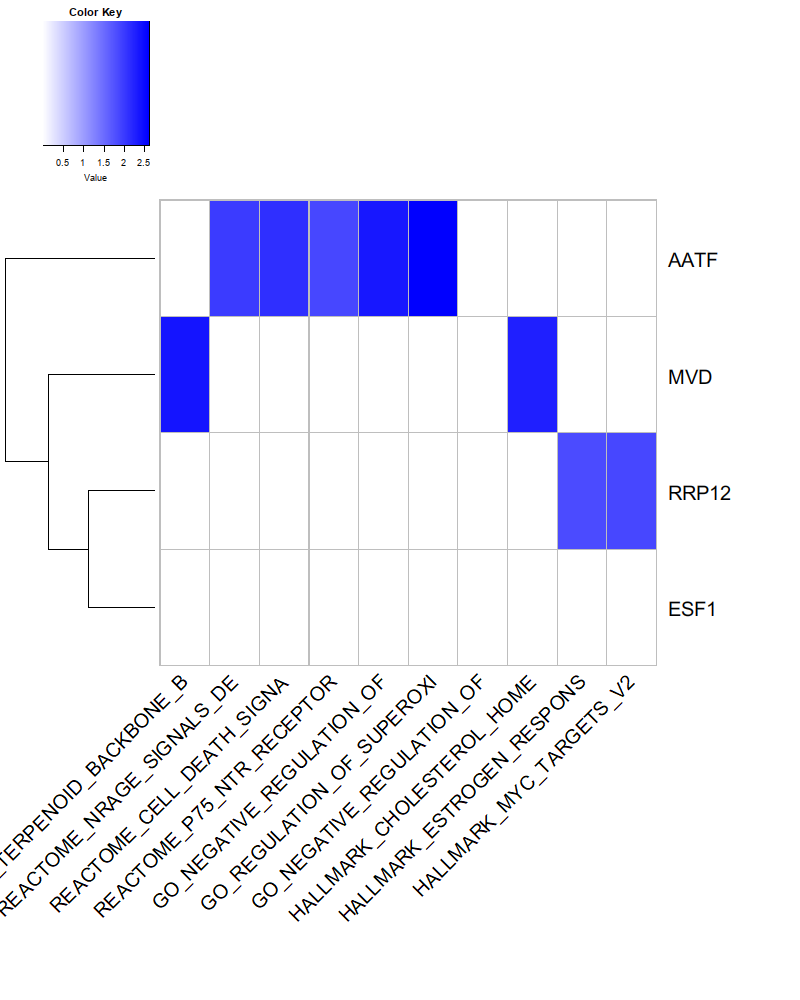 Color Key
0.5 1 1.5 2 2.5
Value
AATF
MVD
RRP12
ESF1
_TERPENOID_BACKBONE_B
REACTOME_NRAGE_SIGNALS_DE
REACTOME_CELL_DEATH_SIGNA
REACTOME_P75_NTR_RECEPTOR
GO_NEGATIVE_REGULATION_OF
GO_REGULATION_OF_SUPEROXI
GO_NEGATIVE_REGULATION_OF
HALLMARK_CHOLESTEROL_HOME
HALLMARK_ESTROGEN_RESPONS
HALLMARK_MYC_TARGETS_V2